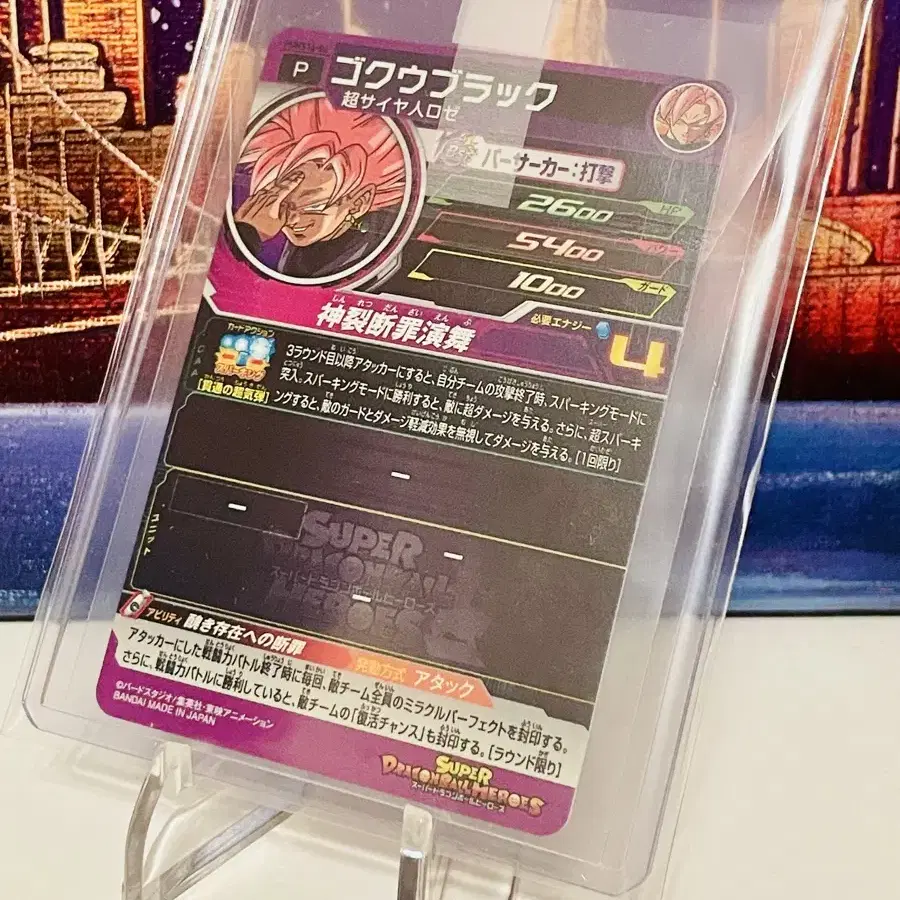 P
ゴクウブラック
超サイヤ人ロゼ
バーサーカー:打撃
2600 HP
5400 パワー
1000 ガード
神裂断罪演舞
必要エナジー 4
カードアクション
[貫通の超気弾]
3ラウンド目以降アタッカーにすると、自分チームの攻撃終了時、スパーキングモードに
突入。スパーキングモードに勝利すると、敵に超ダメージを与える。さらに、超スパーキ
ングすると、敵のガードとダメージ軽減効果を無視してダメージを与える。[1回限り]
CAA
ー
ー
ー
ー
ユニット
SUPER
DRAGONBALL
スーパードラゴンボールヒーローズ
HEROES
アビリティ 醜き存在への断罪
発動方式 アタック
アタッカーにした戦闘力バトル終了時に毎回、敵チーム全員のミラクルパーフェクトを封印する。
さらに、戦闘力バトルに勝利していると、敵チームの「復活チャンス」も封印する。[ラウンド限り]
©バードスタジオ/集英社・東映アニメーション
BANDAI MADE IN JAPAN
SUPER
DRAGONBALL HEROES
スーパードラゴンボールヒーローズ